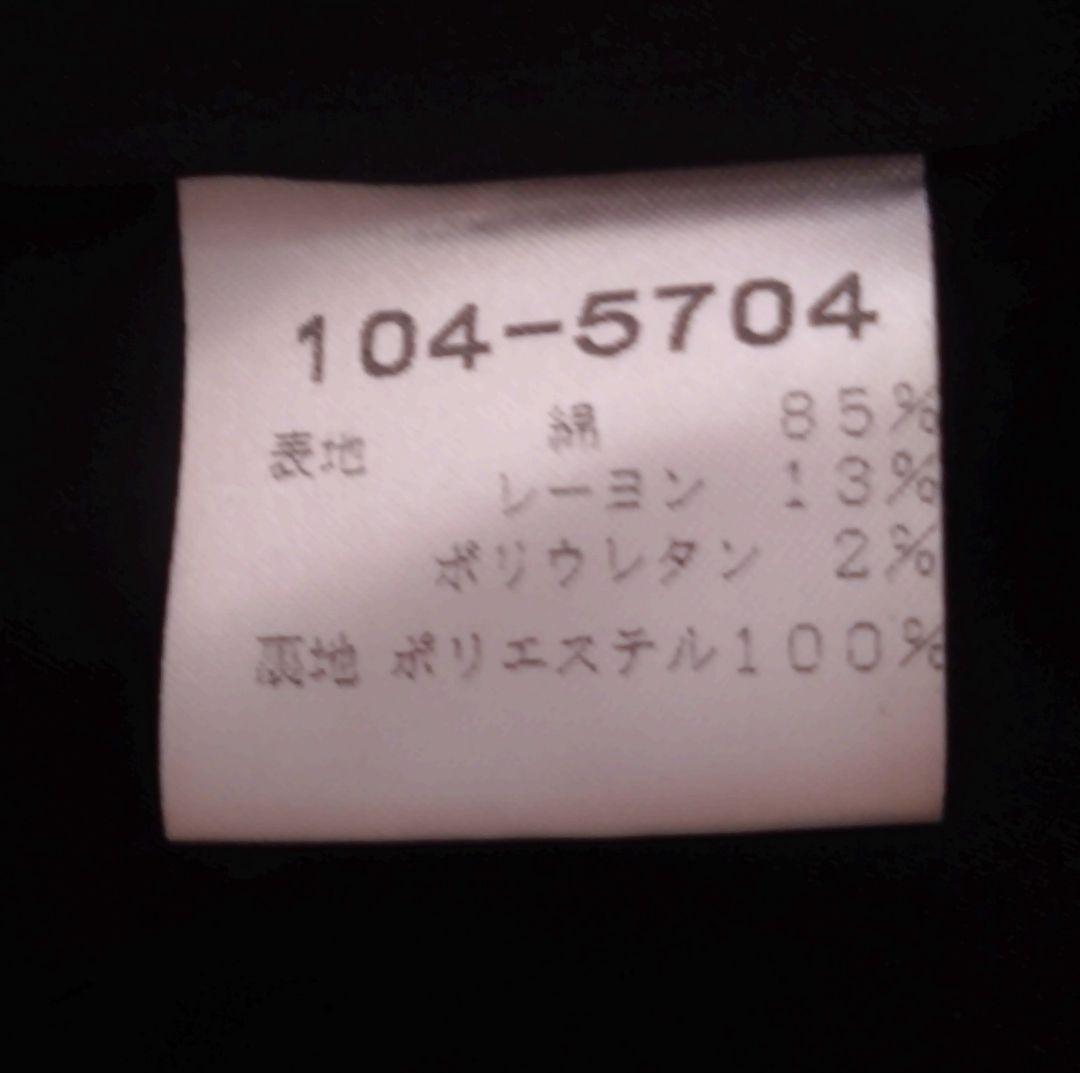 104-5704
表地 綿 85%
レーヨン 13%
ポリウレタン 2%
裏地 ポリエステル100%